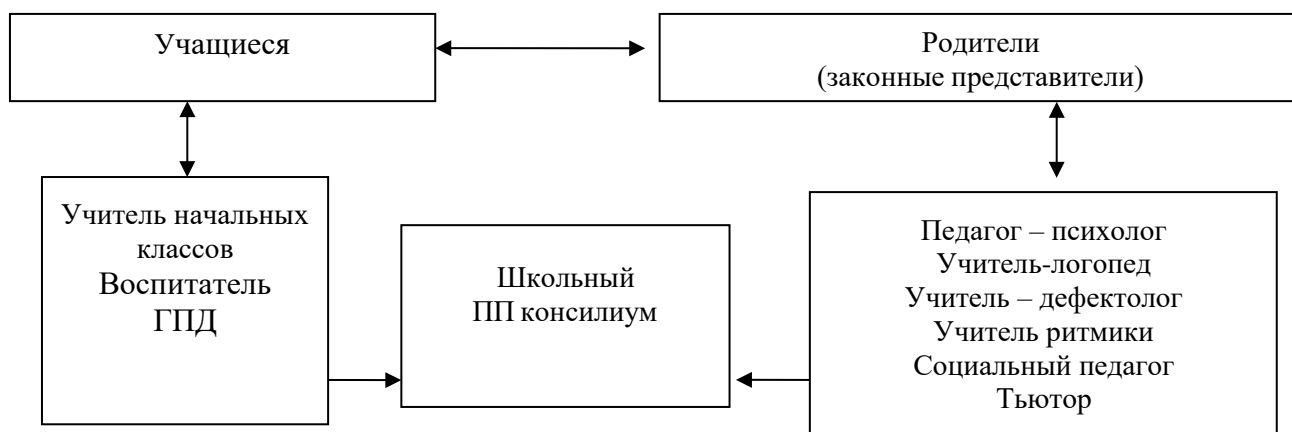 Учащиеся
Родители
(законные представители)
Учитель начальных
классов
Воспитатель
ГПД
Школьный
ПП консилиум
Педагог – психолог
Учитель-логопед
Учитель – дефектолог
Учитель ритмики
Социальный педагог
Тьютор